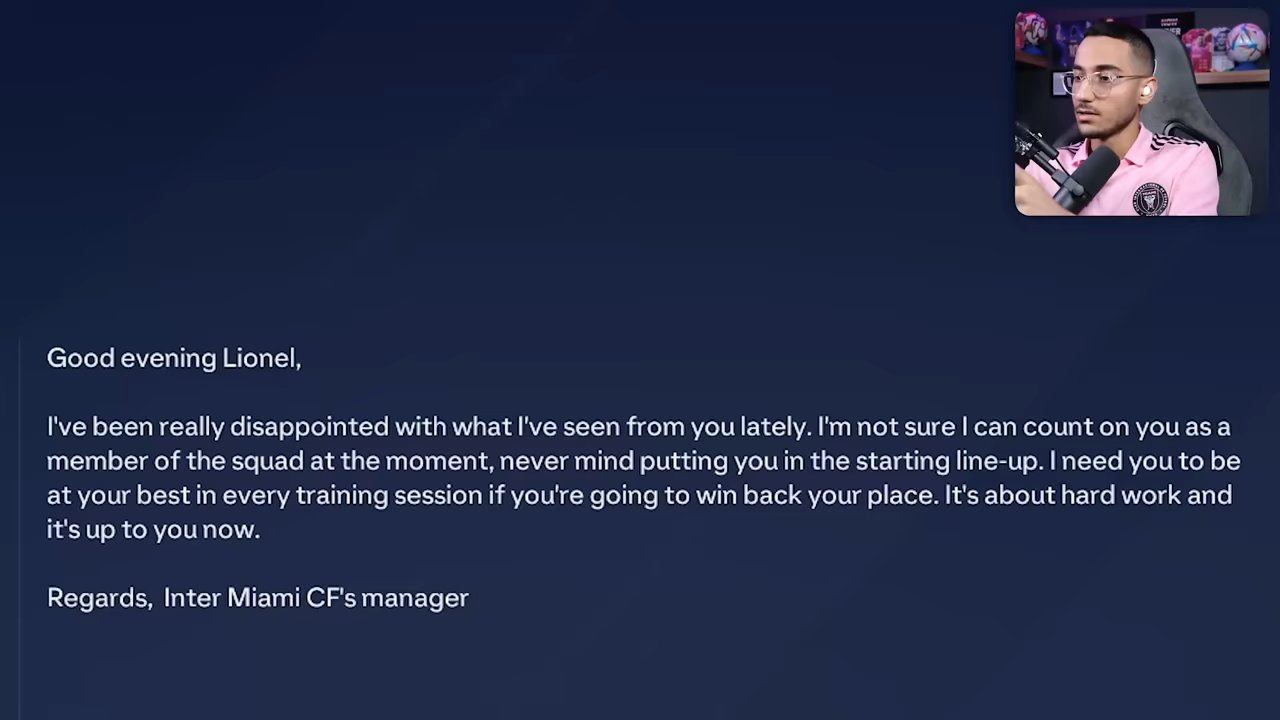 Good evening Lionel,
I've been really disappointed with what I've seen from you lately. I'm not sure I can count on you as a
member of the squad at the moment, never mind putting you in the starting line-up. I need you to be
at your best in every training session if you're going to win back your place. It's about hard work and
it's up to you now.
Regards, Inter Miami CF's manager